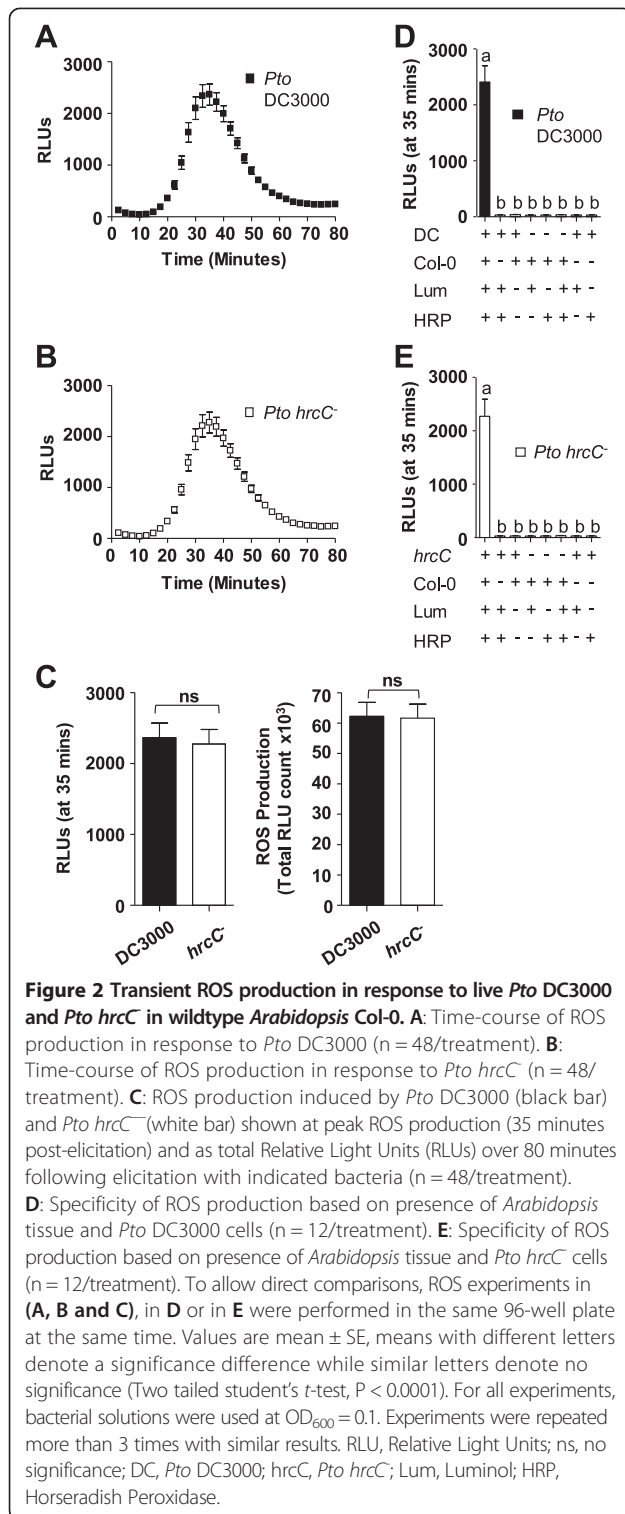 A
3000
2000
1000
0
RLUs
0 10 20 30 40 50 60 70 80
Time (Minutes)
Pto
DC3000
D
3000
2000
1000
0
RLUs (at 35 mins)
a
b b b b b b b
Pto
DC3000
DC + + + - - - + +
Col-0 + - + + + + - -
Lum + + - + - + + -
HRP + + - - + + - +
B
3000
2000
1000
0
RLUs
0 10 20 30 40 50 60 70 80
Time (Minutes)
Pto hrcC-
E
3000
2000
1000
0
RLUs (at 35 mins)
a
b b b b b b b
Pto hrcC-
hrcC + + + - - - + +
Col-0 + - + + + + - -
Lum + + - + - + + -
HRP + + - - + + - +
C
3000
2000
1000
0
RLUs (at 35 mins)
ns
DC3000
hrcC-
70
60
50
40
30
20
10
0
ROS Production
(Total RLU count x10³)
ns
DC3000
hrcC-
Figure 2 Transient ROS production in response to live Pto DC3000
and Pto hrcC- in wildtype Arabidopsis Col-0. A: Time-course of ROS
production in response to Pto DC3000 (n = 48/treatment). B:
Time-course of ROS production in response to Pto hrcC- (n = 48/
treatment). C: ROS production induced by Pto DC3000 (black bar)
and Pto hrcC-–(white bar) shown at peak ROS production (35 minutes
post-elicitation) and as total Relative Light Units (RLUs) over 80 minutes
following elicitation with indicated bacteria (n = 48/treatment).
D: Specificity of ROS production based on presence of Arabidopsis
tissue and Pto DC3000 cells (n = 12/treatment). E: Specificity of ROS
production based on presence of Arabidopsis tissue and Pto hrcC- cells
(n = 12/treatment). To allow direct comparisons, ROS experiments in
(A, B and C), in D or in E were performed in the same 96-well plate
at the same time. Values are mean ± SE, means with different letters
denote a significance difference while similar letters denote no
significance (Two tailed student's t-test, P < 0.0001). For all experiments,
bacterial solutions were used at OD₆₀₀ = 0.1. Experiments were repeated
more than 3 times with similar results. RLU, Relative Light Units; ns, no
significance; DC, Pto DC3000; hrcC, Pto hrcC-; Lum, Luminol; HRP,
Horseradish Peroxidase.